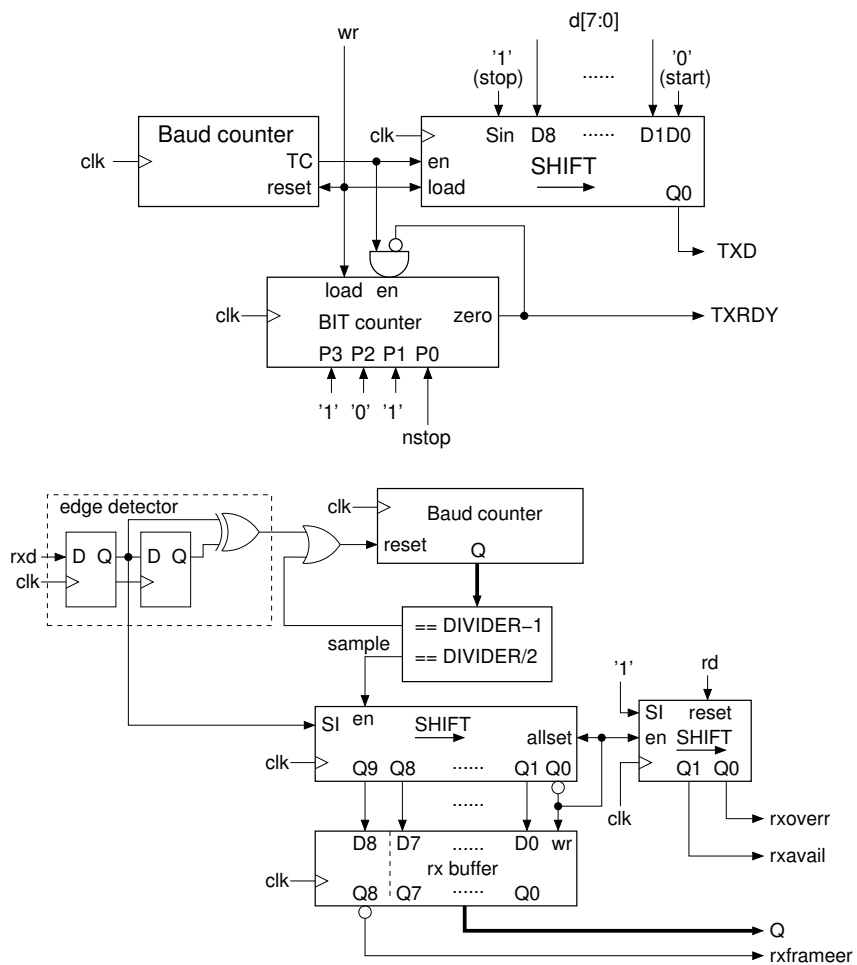 d[7:0]
wr
'1' ...... '0'
(stop) (start)
clk
Baud counter
clk
TC
reset
Sin D8 ...... D1 D0
en
SHIFT
load
Q0
TXD
load en
clk
BIT counter
zero
TXRDY
P3 P2 P1 P0
'1' '0' '1'
nstop
edge detector
clk
Baud counter
rxd
D Q D Q
reset
Q
clk
== DIVIDER−1
sample
== DIVIDER/2
'1'
rd
SI
en
SHIFT
allset
SI reset
en SHIFT
clk
Q9 Q8 ...... Q1 Q0
Q1 Q0
......
clk
rxoverr
D8 D7 ...... D0 wr
rx buffer
rxavail
clk
Q8 Q7 ...... Q0
Q
rxframeer